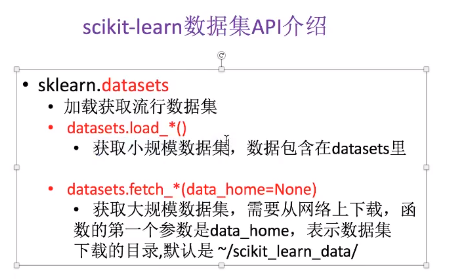 scikit-learn数据集API介绍
• sklearn.datasets
• 加载获取流行数据集
• datasets.load_*()
• 获取小规模数据集，数据包含在datasets里
• datasets.fetch_*(data_home=None)
• 获取大规模数据集，需要从网络上下载，函
数的第一个参数是data_home，表示数据集
下载的目录,默认是 ~/scikit_learn_data/